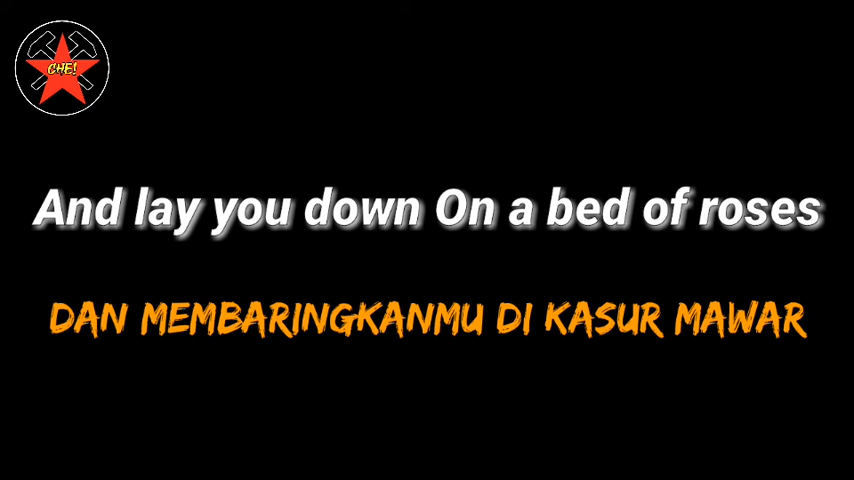 CHE!
And lay you down On a bed of roses
DAN MEMBARINGKANMU DI KASUR MAWAR